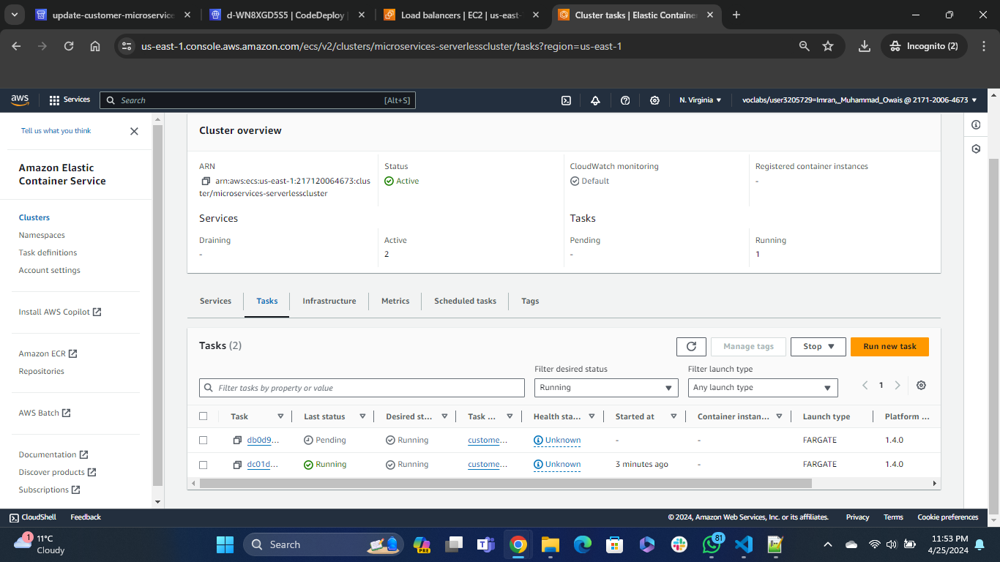 update-customer-microservice
d-WN8XGD5S5 | CodeDeploy |
Load balancers | EC2 | us-east-
Cluster tasks | Elastic Container
us-east-1.console.aws.amazon.com/ecs/v2/clusters/microservices-serverlesscluster/tasks?region=us-east-1
Incognito (2)
aws
Services
Search
[Alt+S]
N. Virginia
voclabs/user3205729=Imran,_Muhammad_Owais @ 2171-2006-4673
Tell us what you think
Amazon Elastic
Container Service
Clusters
Namespaces
Task definitions
Account settings
Install AWS Copilot
Amazon ECR
Repositories
AWS Batch
Documentation
Discover products
Subscriptions
Cluster overview
ARN
Status
CloudWatch monitoring
Registered container instances
arn:aws:ecs:us-east-1:217120064673:clus
ter/microservices-serverlesscluster
Active
Default
-
Services
Tasks
Draining
Active
Pending
Running
-
2
-
1
Services
Tasks
Infrastructure
Metrics
Scheduled tasks
Tags
Tasks (2)
Manage tags
Stop
Run new task
Filter desired status
Filter launch type
Filter tasks by property or value
Running
Any launch type
1
Task
Last status
Desired st...
Task ...
Health sta...
Started at
Container instan...
Launch type
Platform ...
db0d9...
Pending
Running
custome...
Unknown
-
-
FARGATE
1.4.0
dc01d...
Running
Running
custome...
Unknown
3 minutes ago
-
FARGATE
1.4.0
CloudShell
Feedback
© 2024, Amazon Web Services, Inc. or its affiliates.
Privacy
Terms
Cookie preferences
1
11°C
Cloudy
Search
PRE
81
11:53 PM
4/25/2024